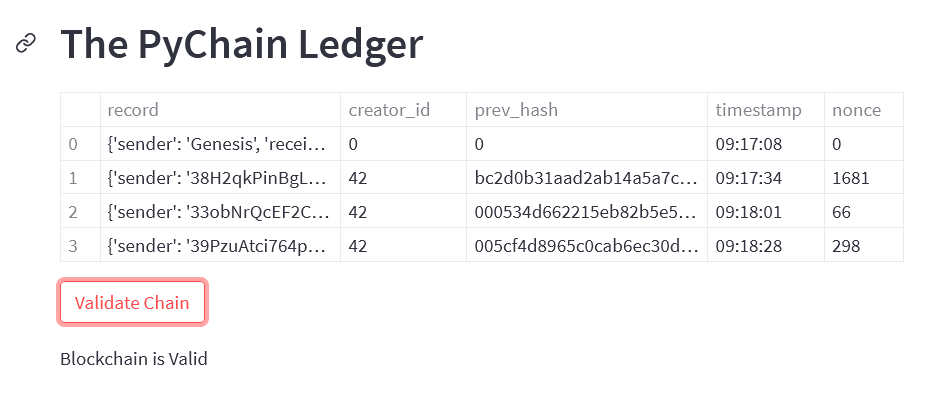 The PyChain Ledger
record creator_id prev_hash timestamp nonce
0 {'sender': 'Genesis', 'recei... 0 0 09:17:08 0
1 {'sender': '38H2qkPinBgL... 42 bc2d0b31aad2ab14a5a7c... 09:17:34 1681
2 {'sender': '33obNrQcEF2C... 42 000534d662215eb82b5e5... 09:18:01 66
3 {'sender': '39PzuAtci764p... 42 005cf4d8965c0cab6ec30d... 09:18:28 298
Validate Chain
Blockchain is Valid